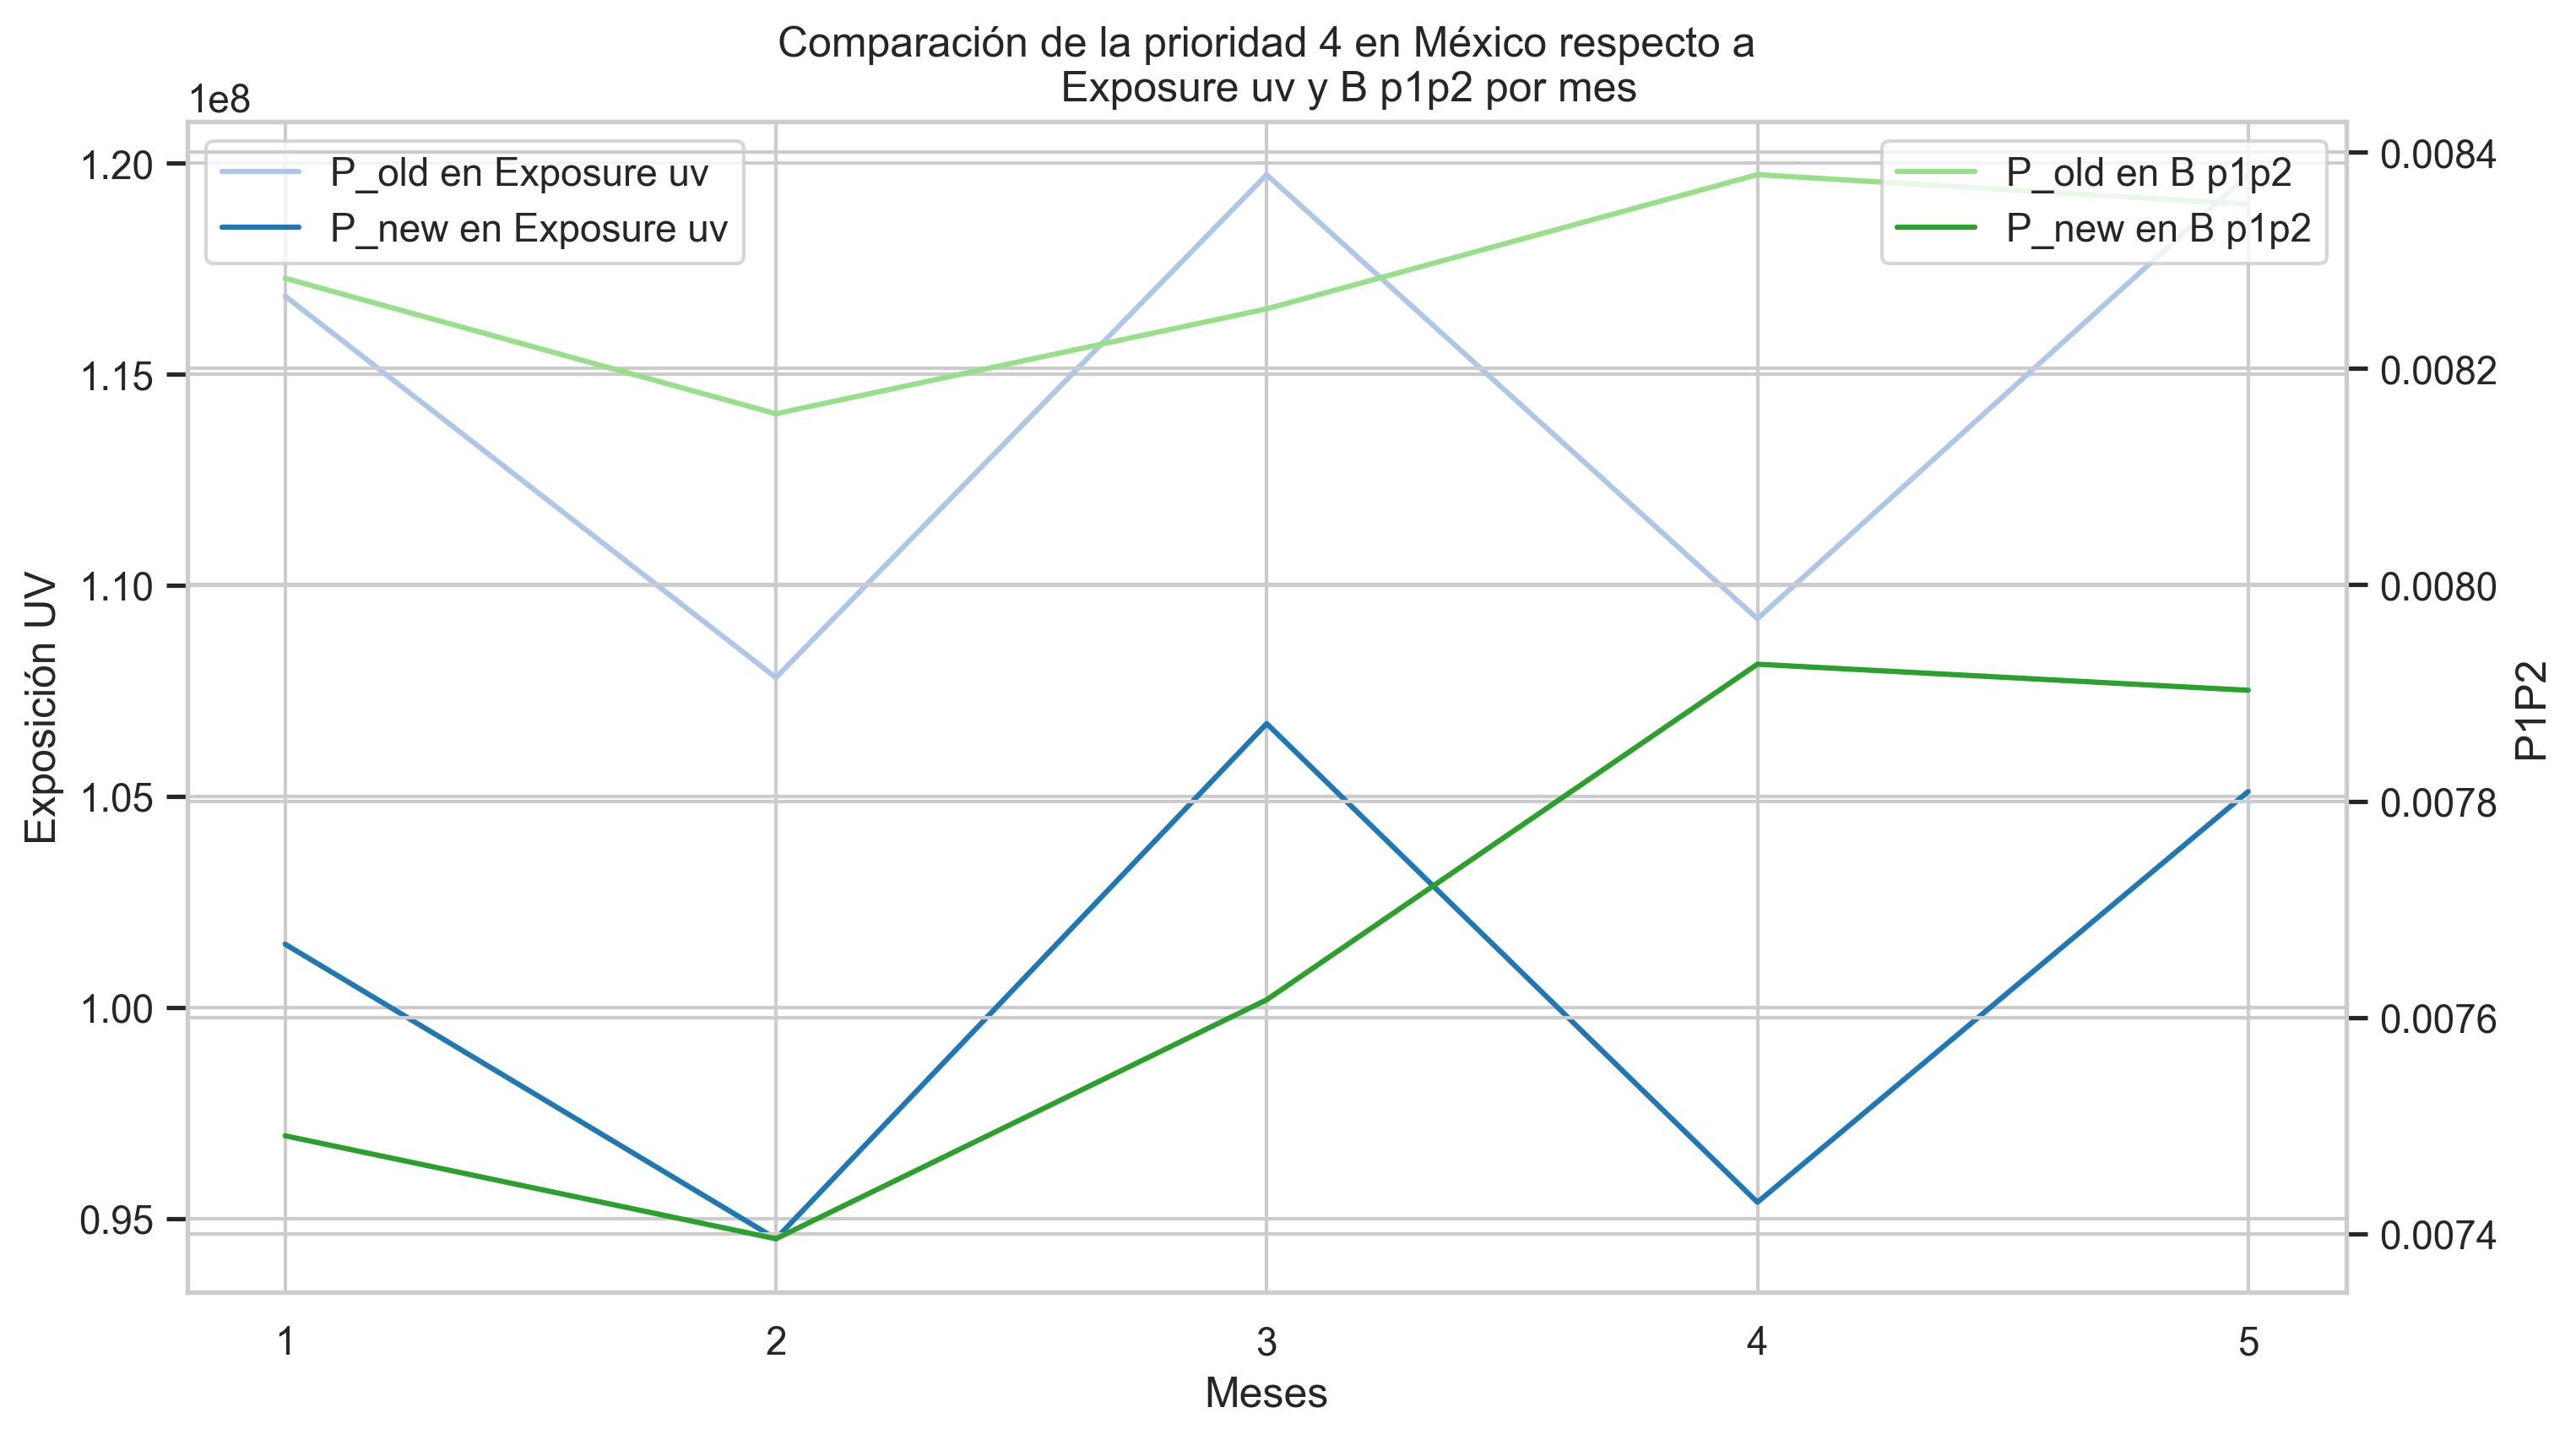 Comparación de la prioridad 4 en México respecto a
Exposure uv y B p1p2 por mes
1e8
P_old en Exposure uv
P_new en Exposure uv
P_old en B p1p2
P_new en B p1p2
1.20
1.15
1.10
1.05
1.00
0.95
Exposición UV
0.0084
0.0082
0.0080
0.0078
0.0076
0.0074
P1P2
1 2 3 4 5
Meses